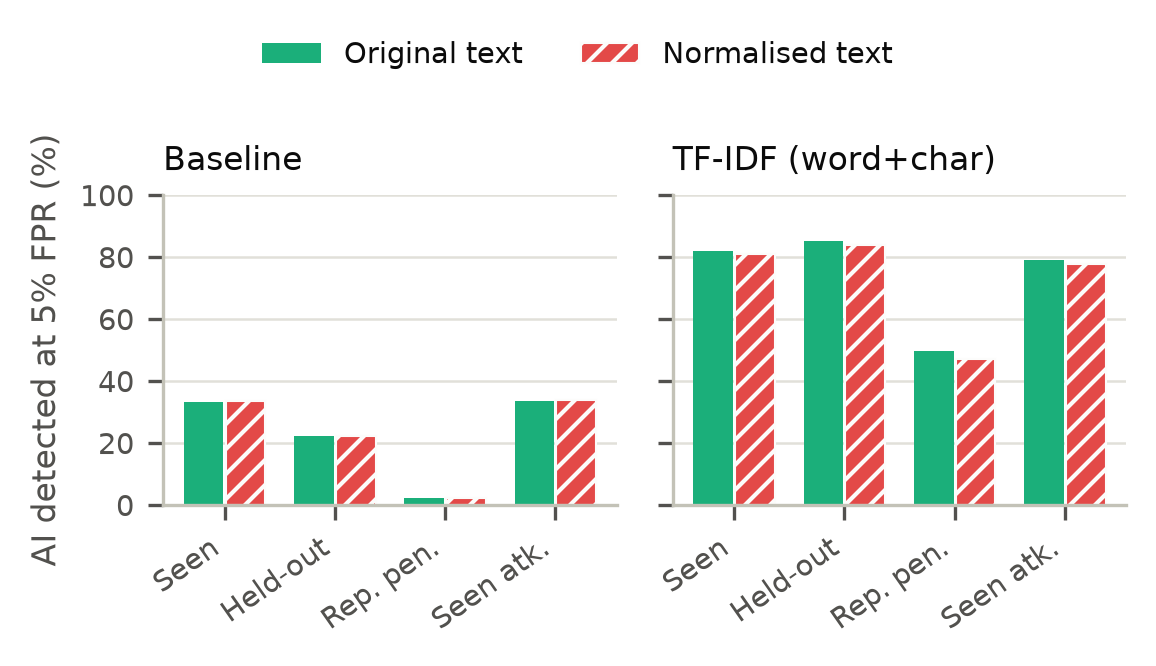 Original text
Normalised text
AI detected at 5% FPR (%)
Baseline
100
80
60
40
20
0
Seen
Held-out
Rep. pen.
Seen atk.
TF-IDF (word+char)
Seen
Held-out
Rep. pen.
Seen atk.